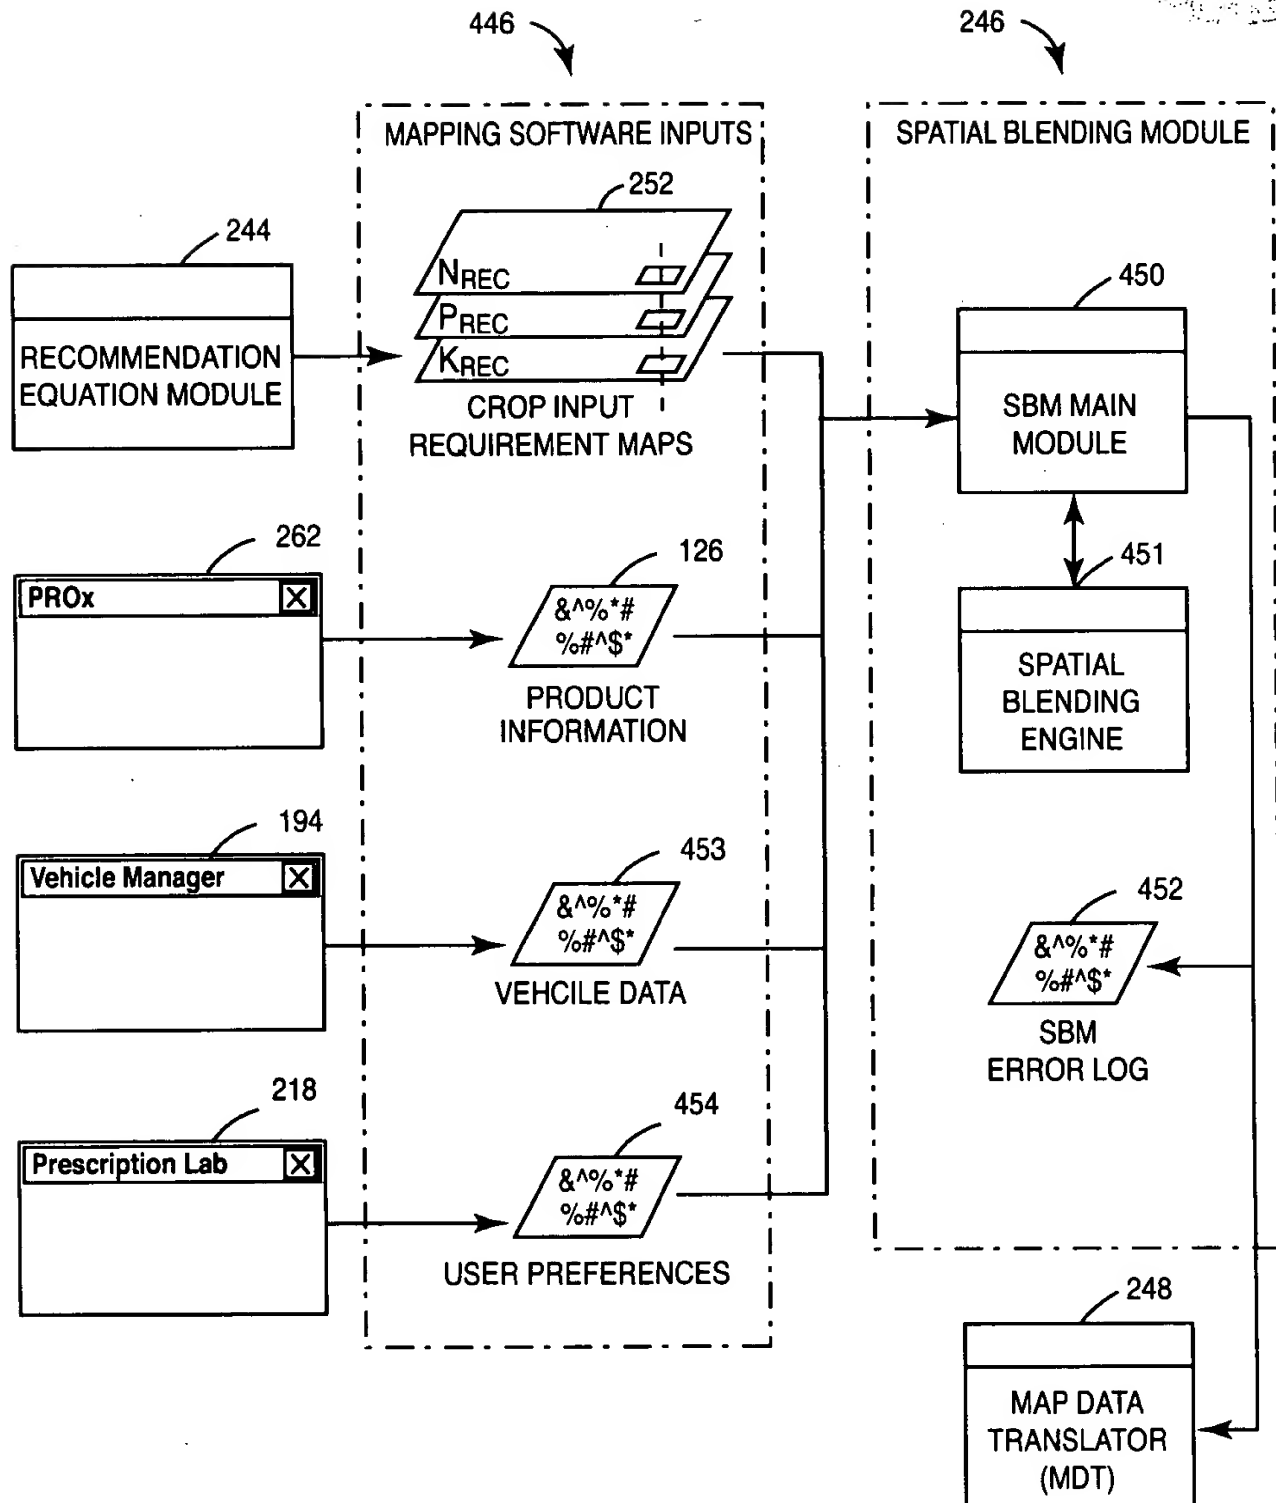 446
246
MAPPING SOFTWARE INPUTS
SPATIAL BLENDING MODULE
252
244
NREC
PREC
KREC
RECOMMENDATION
EQUATION MODULE
CROP INPUT
REQUIREMENT MAPS
450
SBM MAIN
MODULE
262
PROx
X
126
&^%*#
%#^$*
PRODUCT
INFORMATION
451
SPATIAL
BLENDING
ENGINE
194
Vehicle Manager
X
453
&^%*#
%#^$*
VEHCILE DATA
452
&^%*#
%#^$*
SBM
ERROR LOG
218
Prescription Lab
X
454
&^%*#
%#^$*
USER PREFERENCES
248
MAP DATA
TRANSLATOR
(MDT)